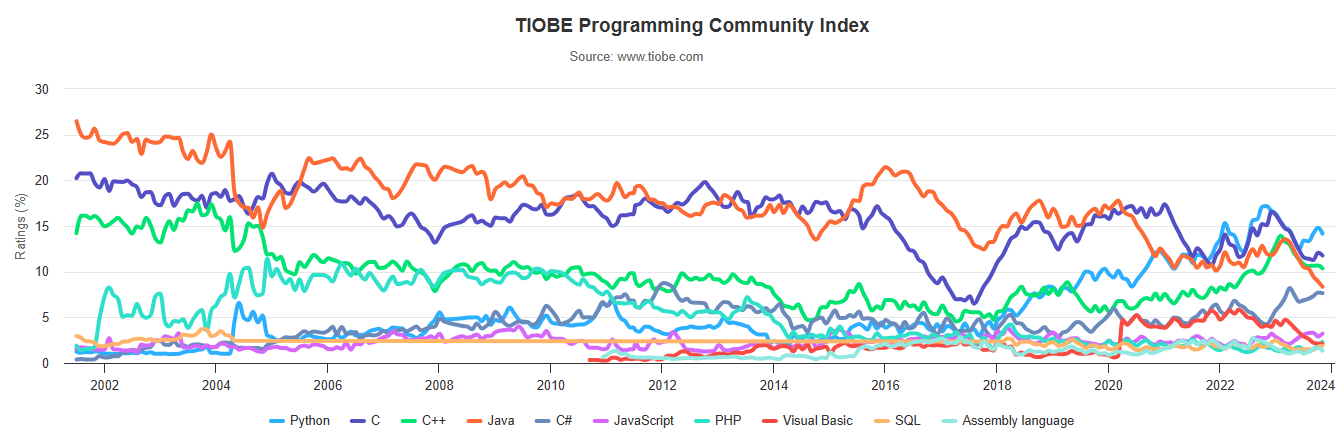 TIOBE Programming Community Index
Source: www.tiobe.com
Ratings (%)
30
25
20
15
10
5
0
2002 2004 2006 2008 2010 2012 2014 2016 2018 2020 2022 2024
Python C C++ Java C# JavaScript PHP Visual Basic SQL Assembly language